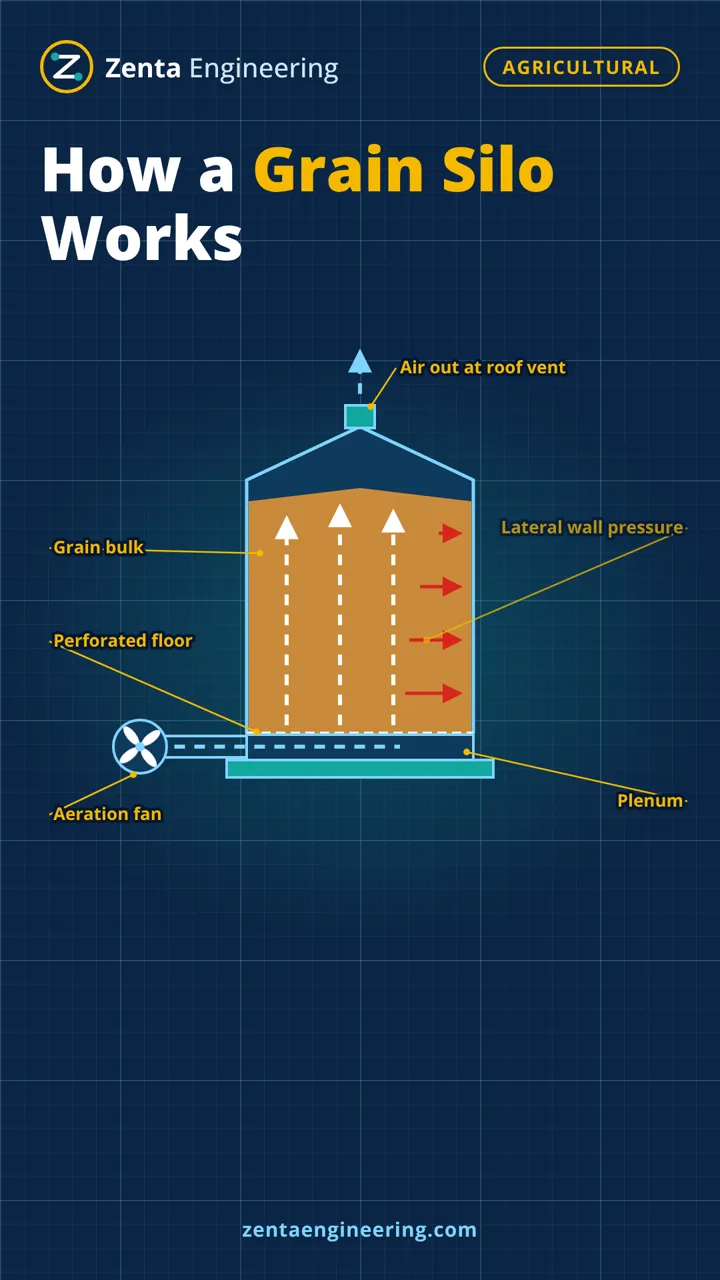 Zenta Engineering
AGRICULTURAL
How a Grain Silo
Works
Air out at roof vent
Lateral wall pressure
Grain bulk
Perforated floor
Plenum
Aeration fan
zentaengineering.com